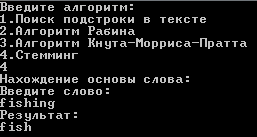 Введите алгоритм:
1.Поиск подстроки в тексте
2.Алгоритм Рабина
3.Алгоритм Кнута-Морриса-Пратта
4.Стемминг
4
Нахождение основы слова:
Введите слово:
fishing
Результат:
fish